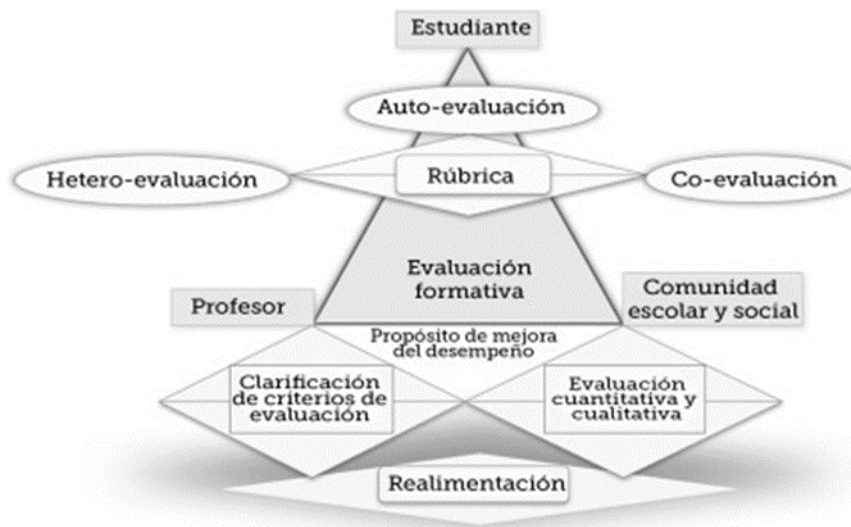 Estudiante
Auto-evaluación
Hetero-evaluación
Rúbrica
Co-evaluación
Evaluación
formativa
Profesor
Comunidad
escolar y social
Propósito de mejora
del desempeño
Clarificación
de criterios de
evaluación
Evaluación
cuantitativa y
cualitativa
Realimentación